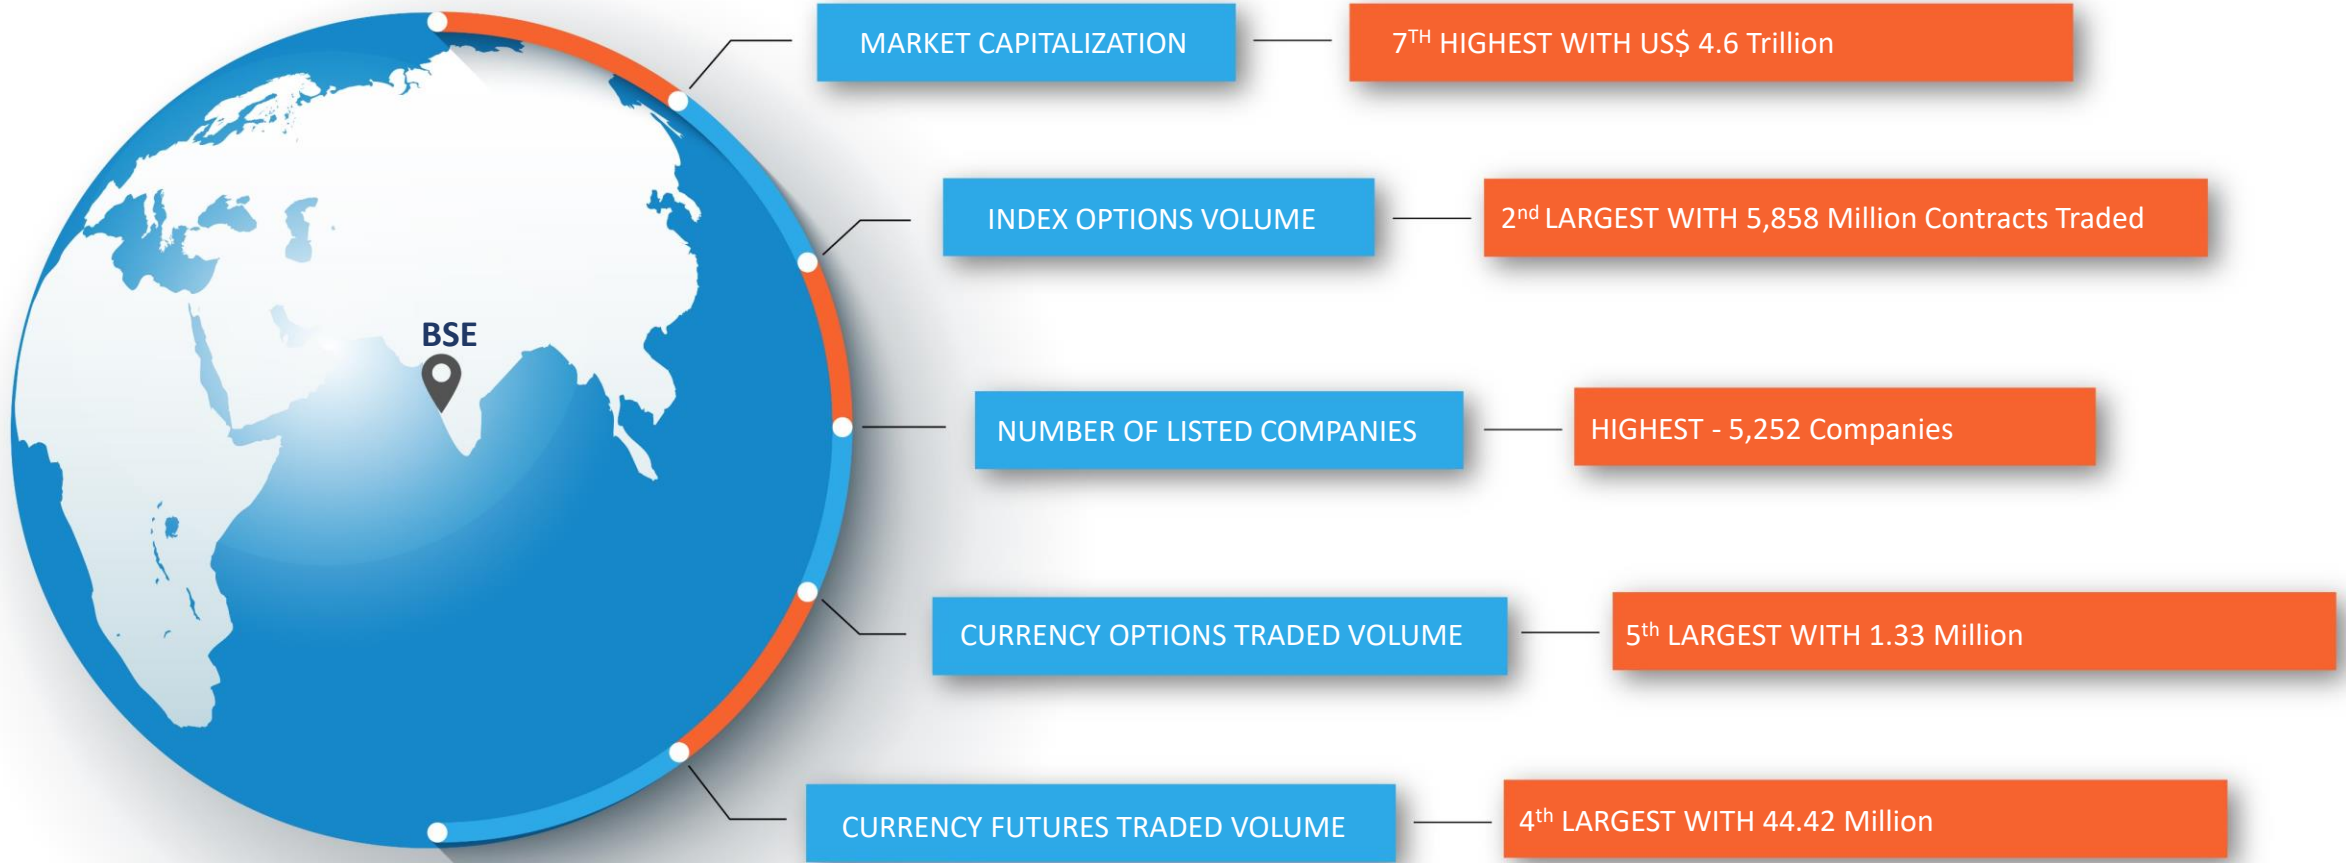 MARKET CAPITALIZATION
7TH HIGHEST WITH US$ 4.6 Trillion
INDEX OPTIONS VOLUME
2nd LARGEST WITH 5,858 Million Contracts Traded
BSE
NUMBER OF LISTED COMPANIES
HIGHEST - 5,252 Companies
CURRENCY OPTIONS TRADED VOLUME
5th LARGEST WITH 1.33 Million
CURRENCY FUTURES TRADED VOLUME
4th LARGEST WITH 44.42 Million